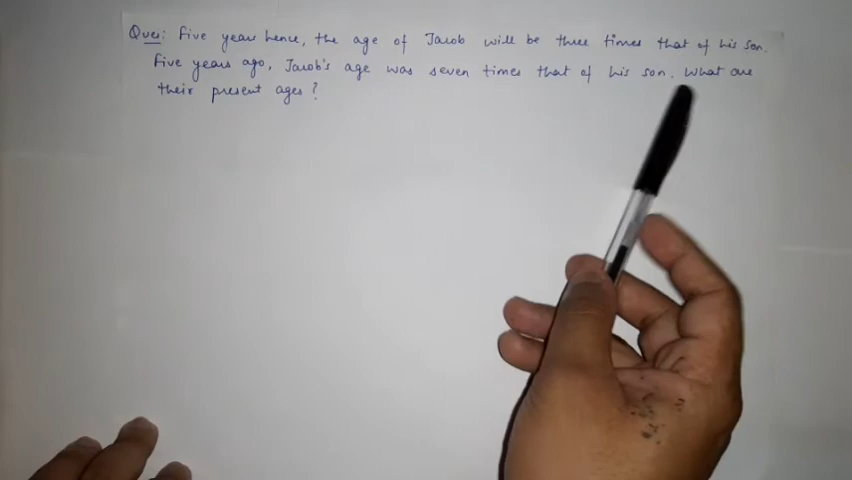 Ques: Five years hence, the age of Jacob will be three times that of his son.
Five years ago, Jacob's age was seven times that of his son. What are
their present ages?